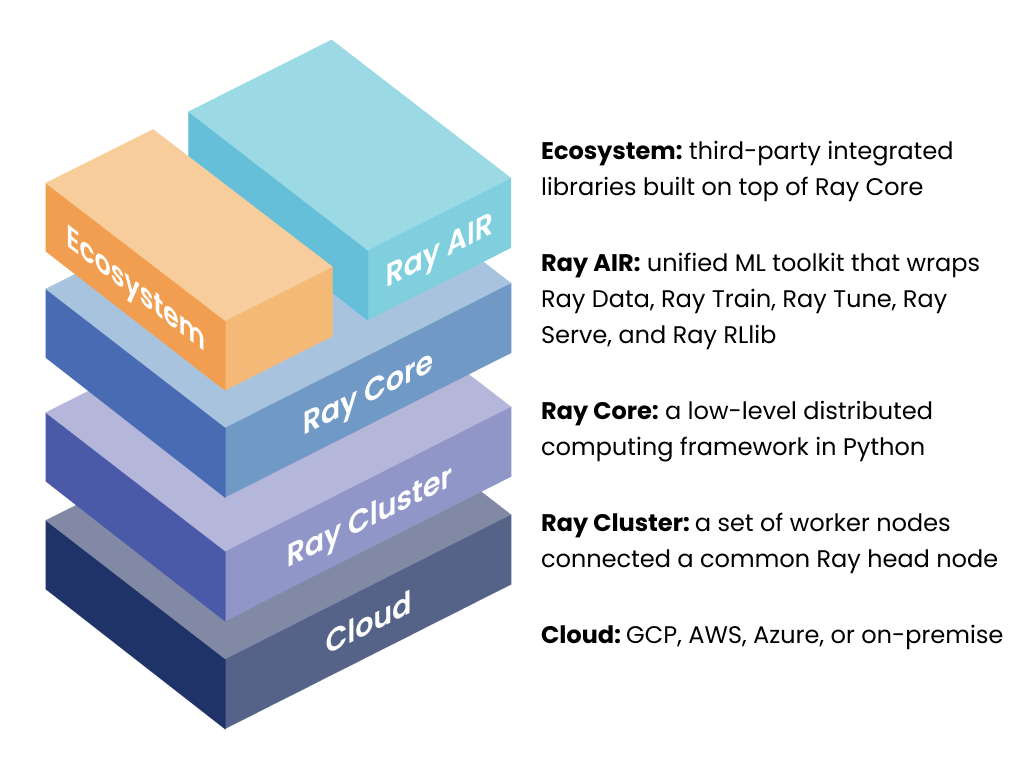 Ecosystem
Ray AIR
Ray Core
Ray Cluster
Cloud
Ecosystem: third-party integrated
libraries built on top of Ray Core
Ray AIR: unified ML toolkit that wraps
Ray Data, Ray Train, Ray Tune, Ray
Serve, and Ray RLlib
Ray Core: a low-level distributed
computing framework in Python
Ray Cluster: a set of worker nodes
connected a common Ray head node
Cloud: GCP, AWS, Azure, or on-premise